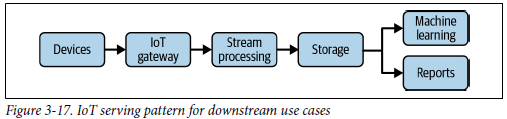 Devices
IoT
gateway
Stream
processing
Storage
Machine
learning
Reports
Figure 3-17. IoT serving pattern for downstream use cases